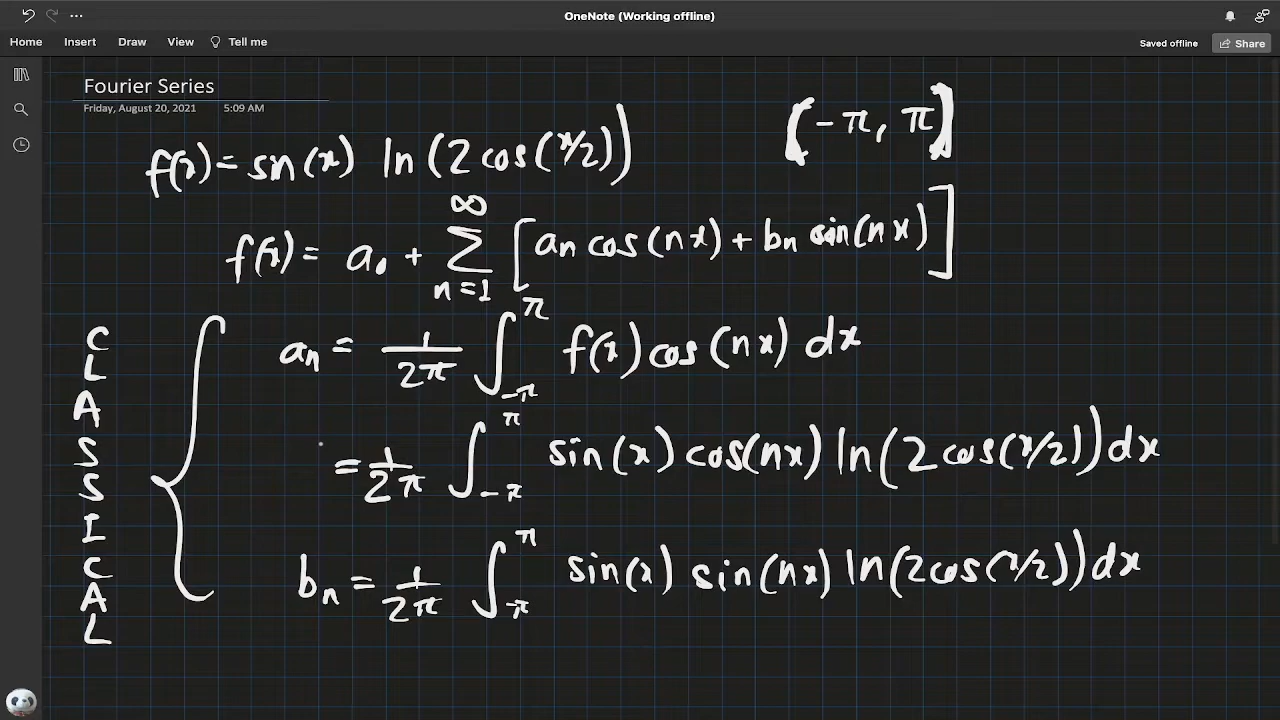 OneNote (Working offline)
Home Insert Draw View Tell me Saved offline Share
Fourier Series
Friday, August 20, 2021 5:09 AM
f(x) = sin(x) ln(2cos(x/2)) [-π, π]
f(x) = a₀ + ∞∑n=1 [aₙ cos(nx) + bₙ sin(nx)]
aₙ = 1/2π ∫-π^π f(x) cos(nx) dx
= 1/2π ∫-π^π sin(x) cos(nx) ln(2cos(x/2)) dx
bₙ = 1/2π ∫-π^π sin(x) sin(nx) ln(2cos(x/2)) dx
C
L
A
S
S
I
C
A
L